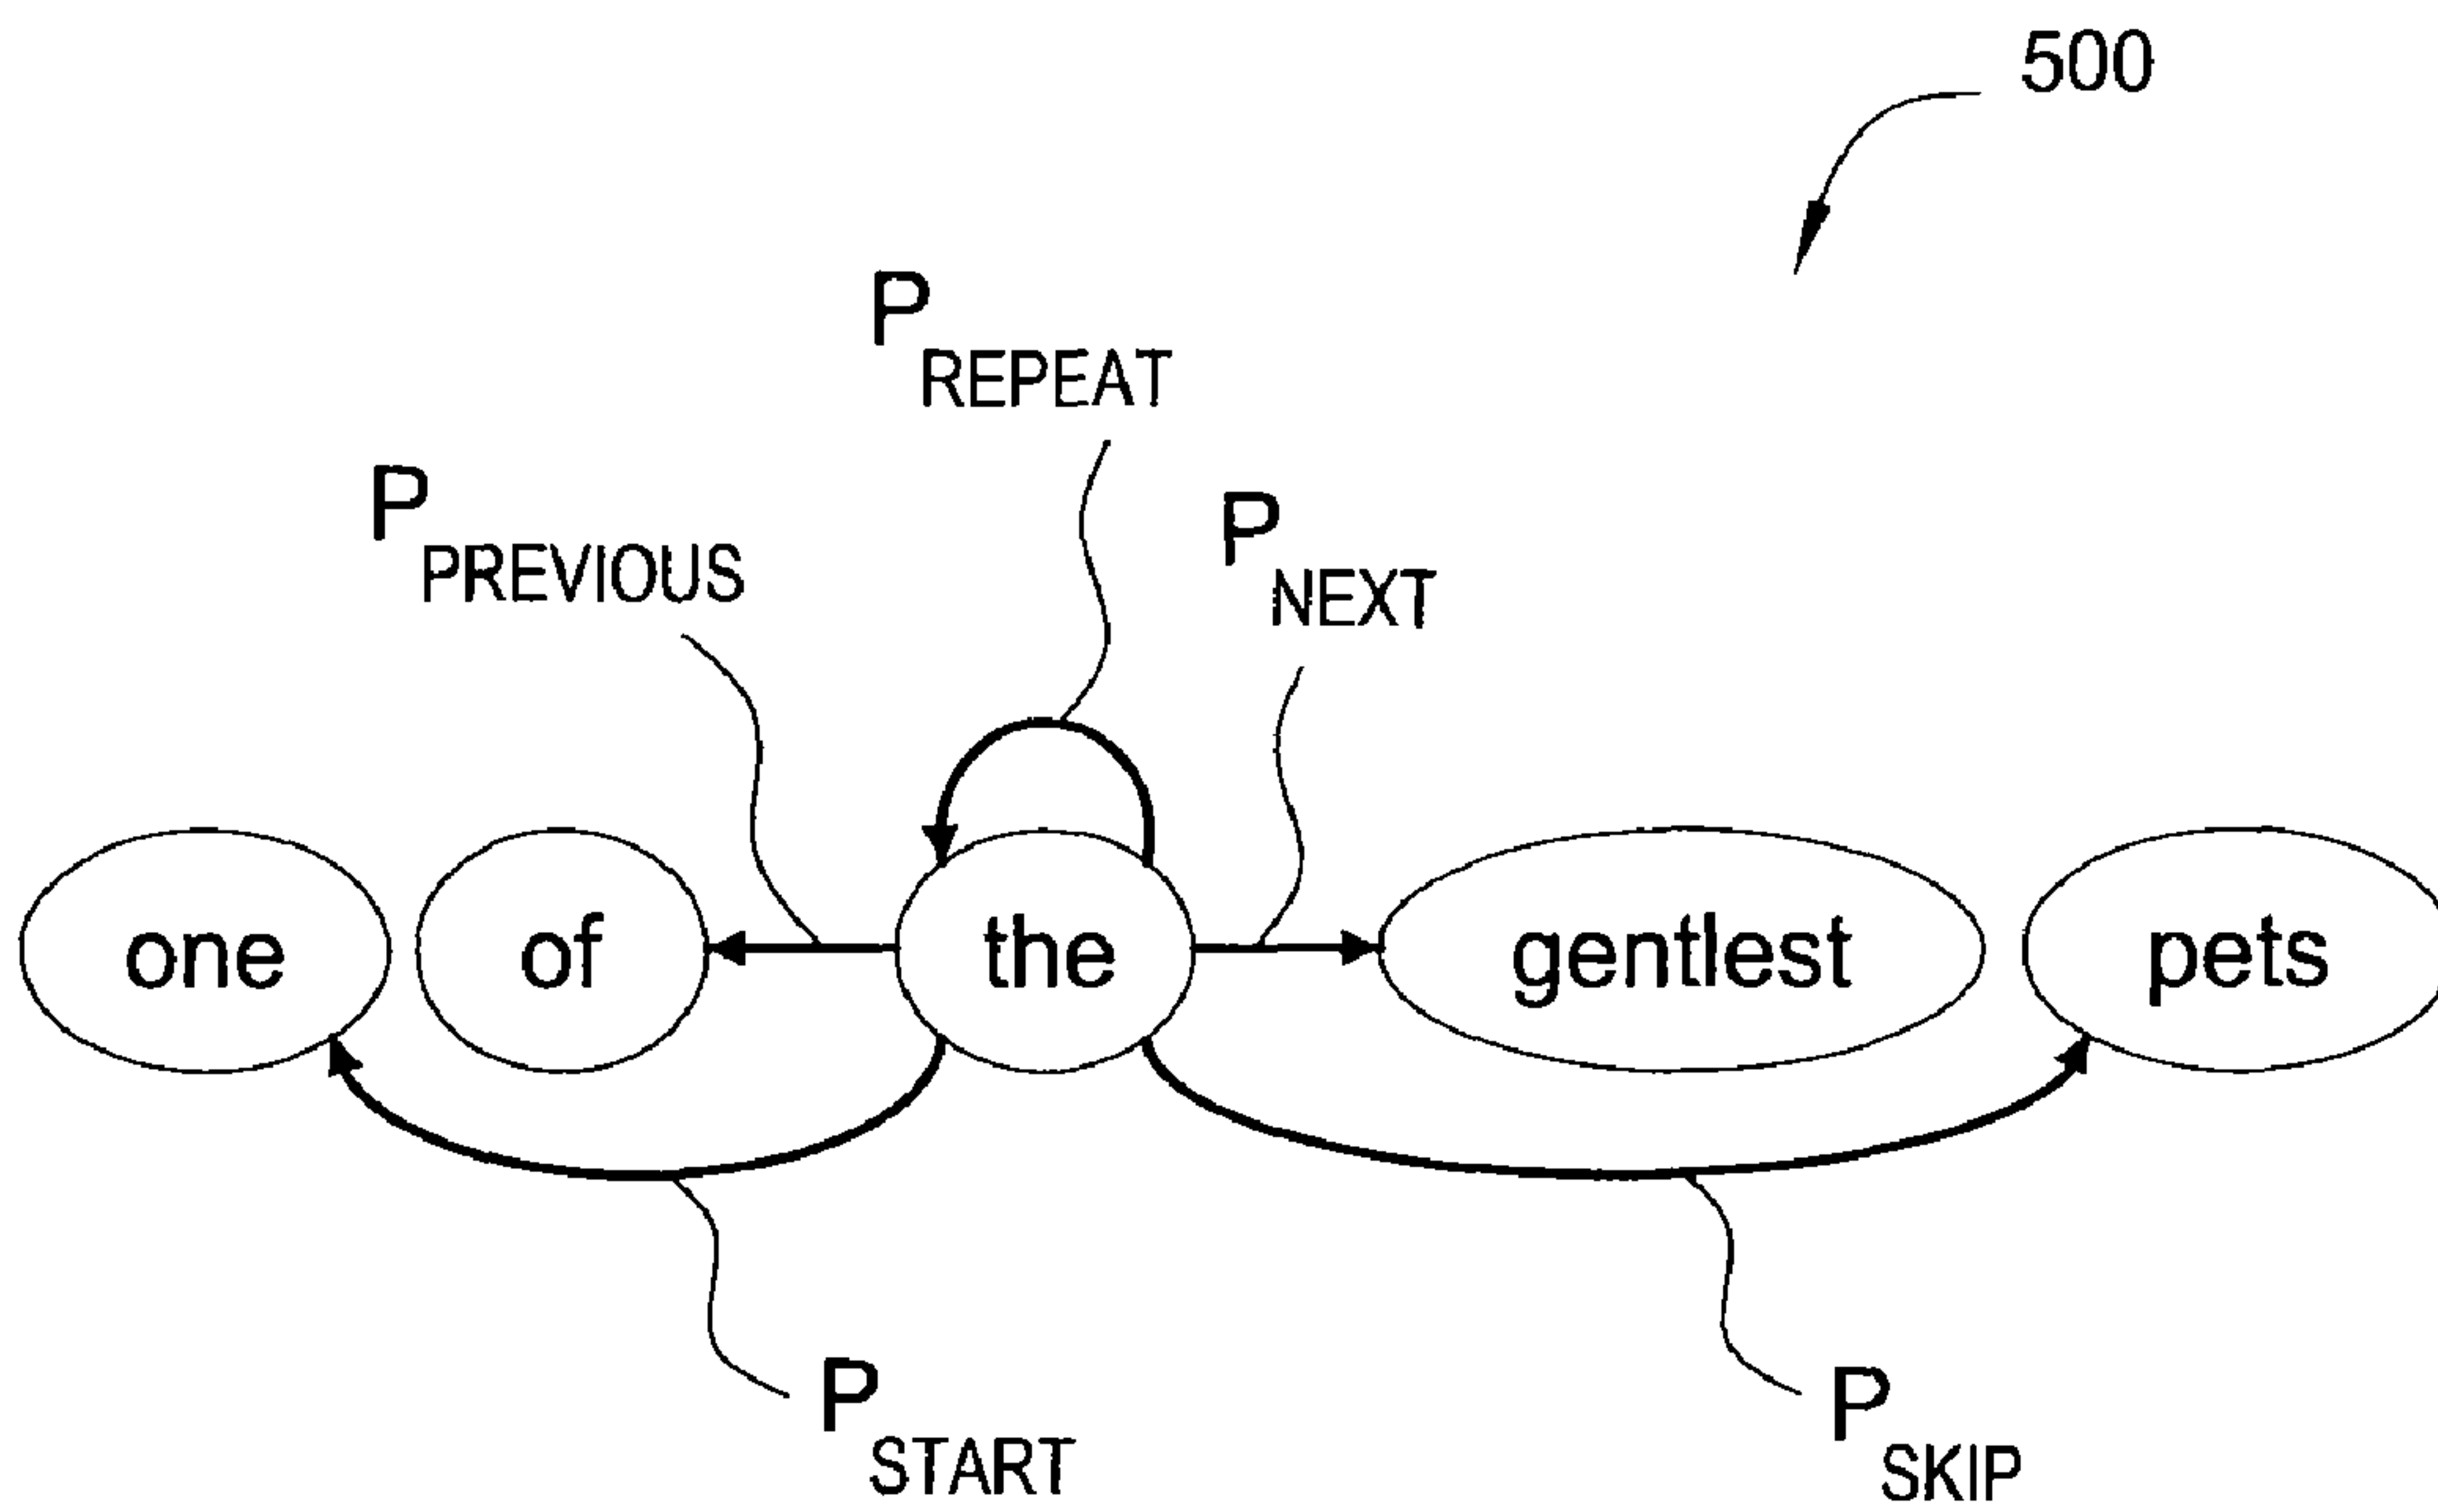 500
P REPEAT
P PREVIOUS
P NEXT
one of the gentlest pets
P START
P SKIP